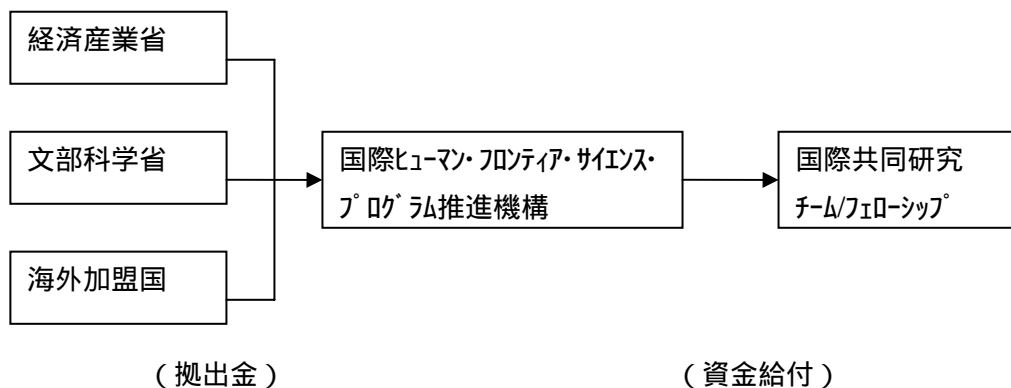 経済産業省
文部科学省
国際ﾋｭｰﾏﾝ・ﾌﾛﾝﾃｨｱ・ｻｲｴﾝｽ・
ﾌﾟﾛｸﾞﾗﾑ推進機構
国際共同研究
ﾁｰﾑ/ﾌｪﾛｰｼｯﾌﾟ
海外加盟国
（拠出金）
（資金給付）